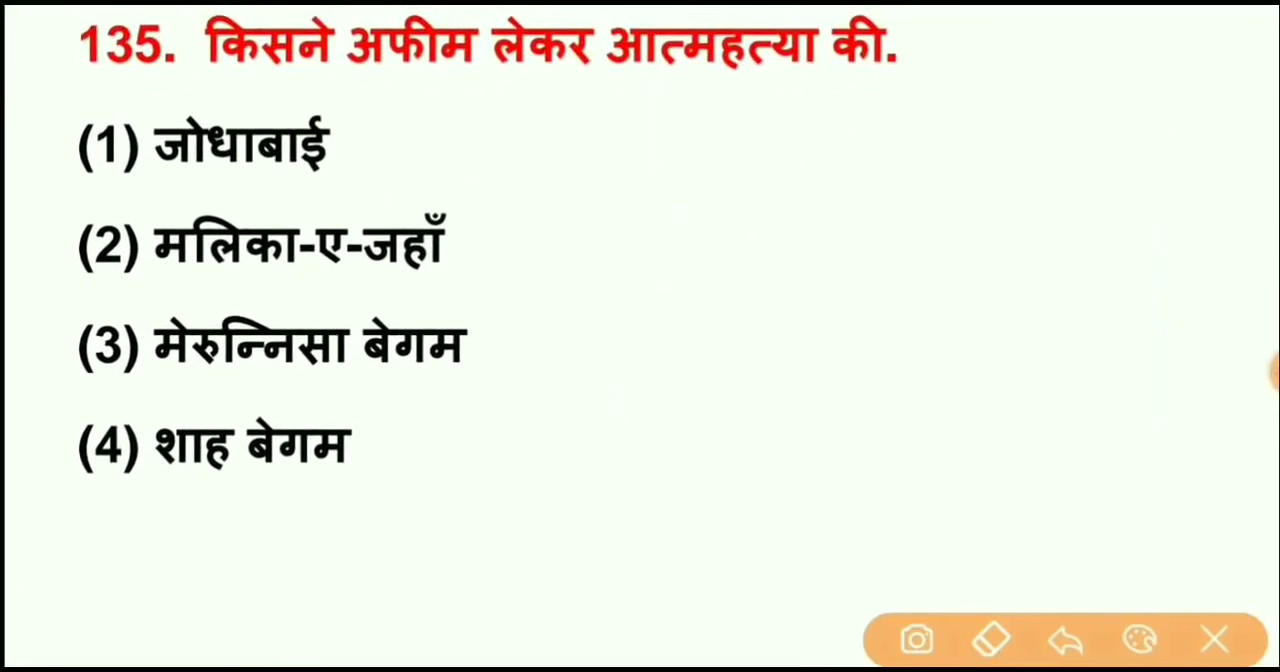 135. किसने अफीम लेकर आत्महत्या की.
(1) जोधाबाई
(2) मलिका-ए-जहाँ
(3) मेरुन्निसा बेगम
(4) शाह बेगम